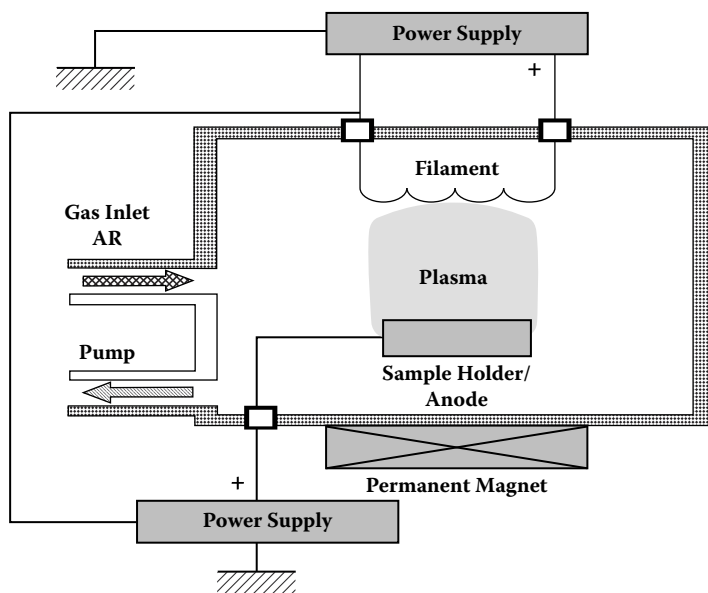 Power Supply
+
Filament
Gas Inlet
AR
Plasma
Pump
Sample Holder/
Anode
+
Permanent Magnet
Power Supply